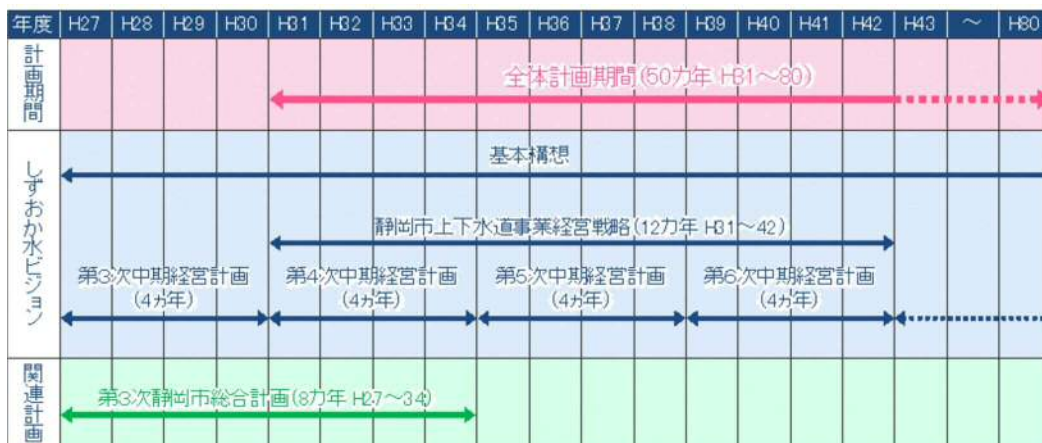 年度 H27 H28 H29 H30 H31 H32 H33 H34 H35 H36 H37 H38 H39 H40 H41 H42 H43 ～ H80
計画期間
全体計画期間(50カ年 H31～80)
しずおか水ビジョン
基本構想
静岡市上下水道事業経営戦略(12カ年 H31～42)
第3次中期経営計画
(4カ年)
第4次中期経営計画
(4カ年)
第5次中期経営計画
(4カ年)
第6次中期経営計画
(4カ年)
関連計画
第3次静岡市総合計画(8カ年 H27～34)